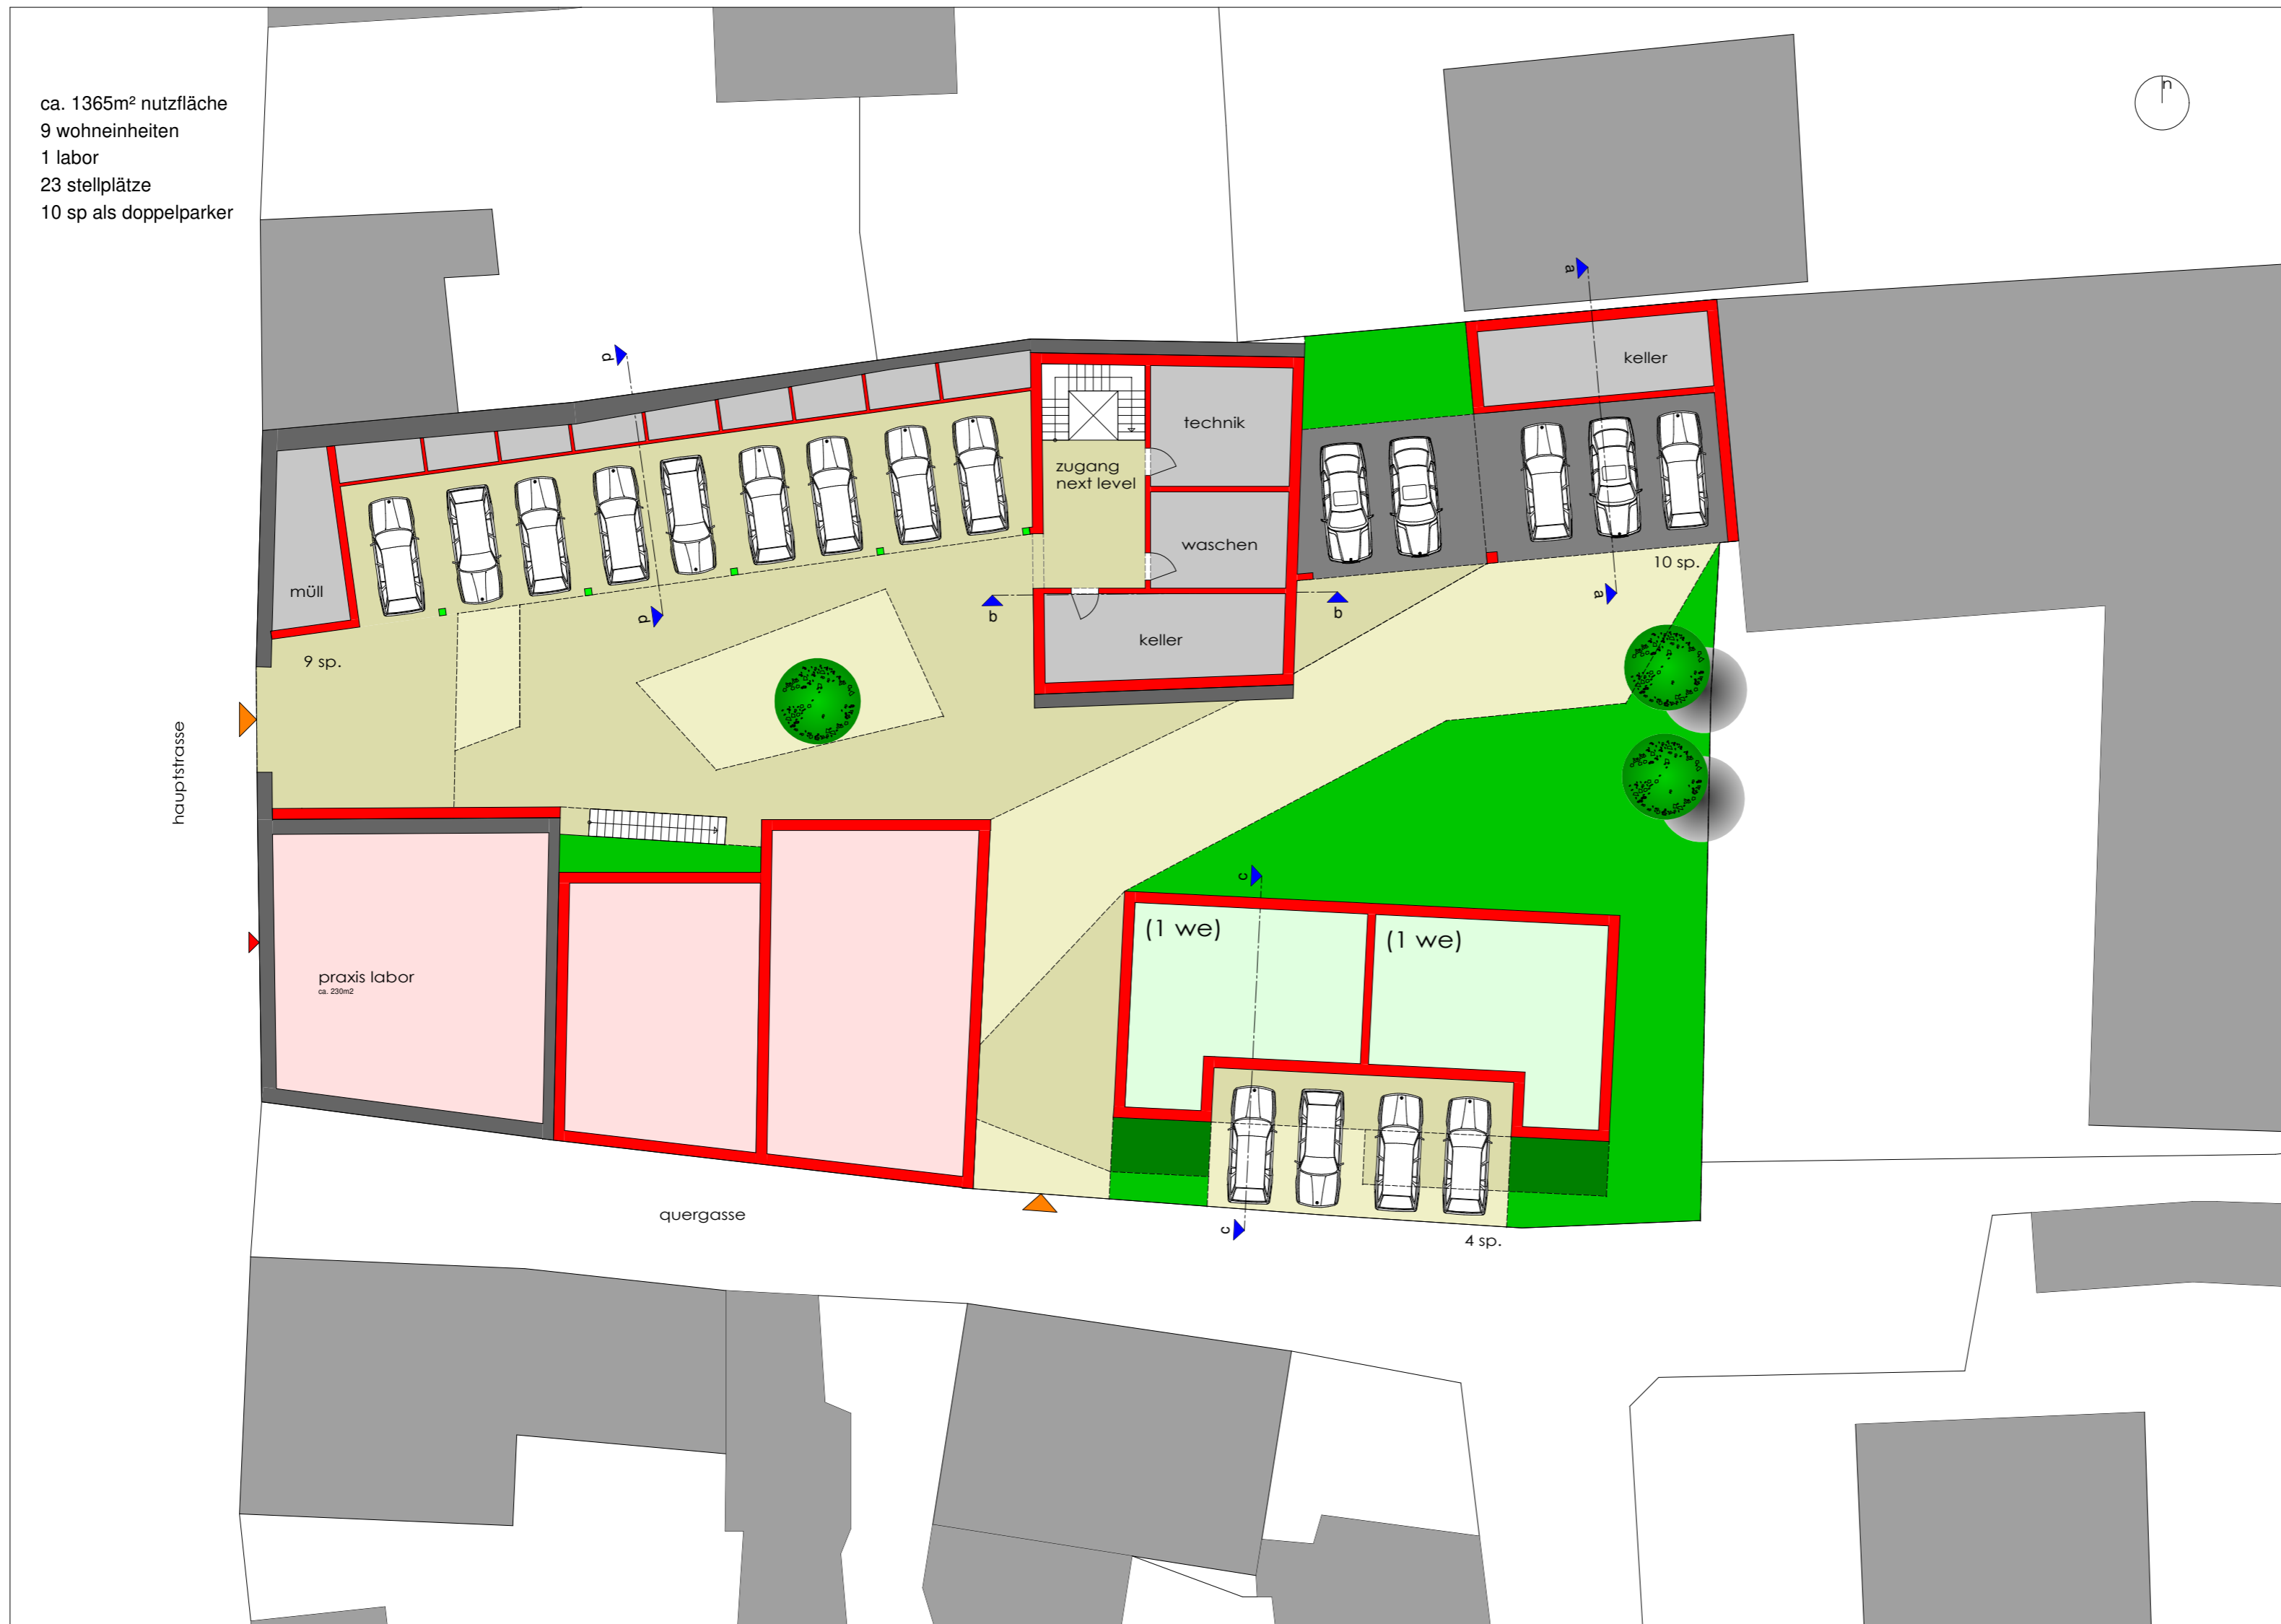 ca. 1365m² nutzfläche
9 wohneinheiten
1 labor
23 stellplätze
10 sp als doppelparker
n
a
keller
d
technik
zugang
next level
waschen
müll
10 sp.
a
d
b
b
keller
9 sp.
hauptstrasse
c
(1 we)
(1 we)
praxis labor
ca. 230m2
quergasse
c
4 sp.